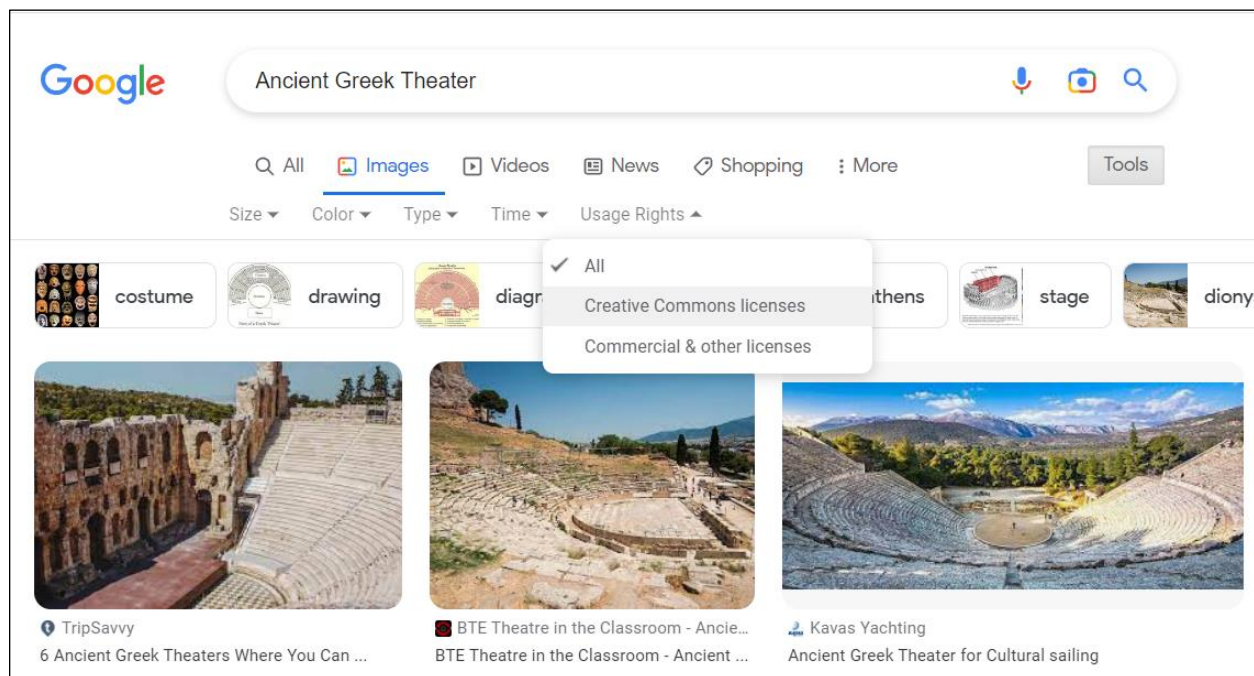 Google
Ancient Greek Theater
All Images Videos News Shopping More Tools
Size Color Type Time Usage Rights
All
Creative Commons licenses
Commercial & other licenses
costume drawing diagr thens stage diony
TripSavvy
6 Ancient Greek Theaters Where You Can ...
BTE Theatre in the Classroom - Ancie...
BTE Theatre in the Classroom - Ancient ...
Kavas Yachting
Ancient Greek Theater for Cultural sailing